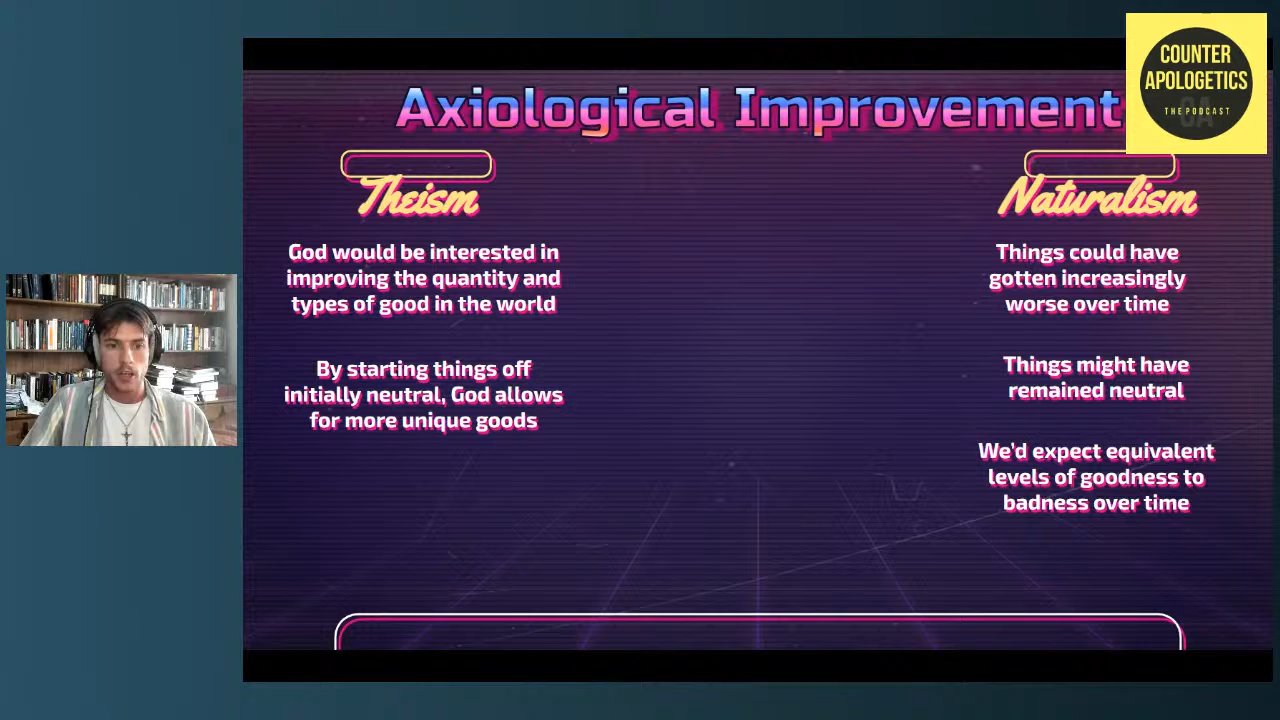 Axiological Improvement
COUNTER
APOLOGETICS
THE PODCAST
Theism
God would be interested in
improving the quantity and
types of good in the world
By starting things off
initially neutral, God allows
for more unique goods
Naturalism
Things could have
gotten increasingly
worse over time
Things might have
remained neutral
We'd expect equivalent
levels of goodness to
badness over time